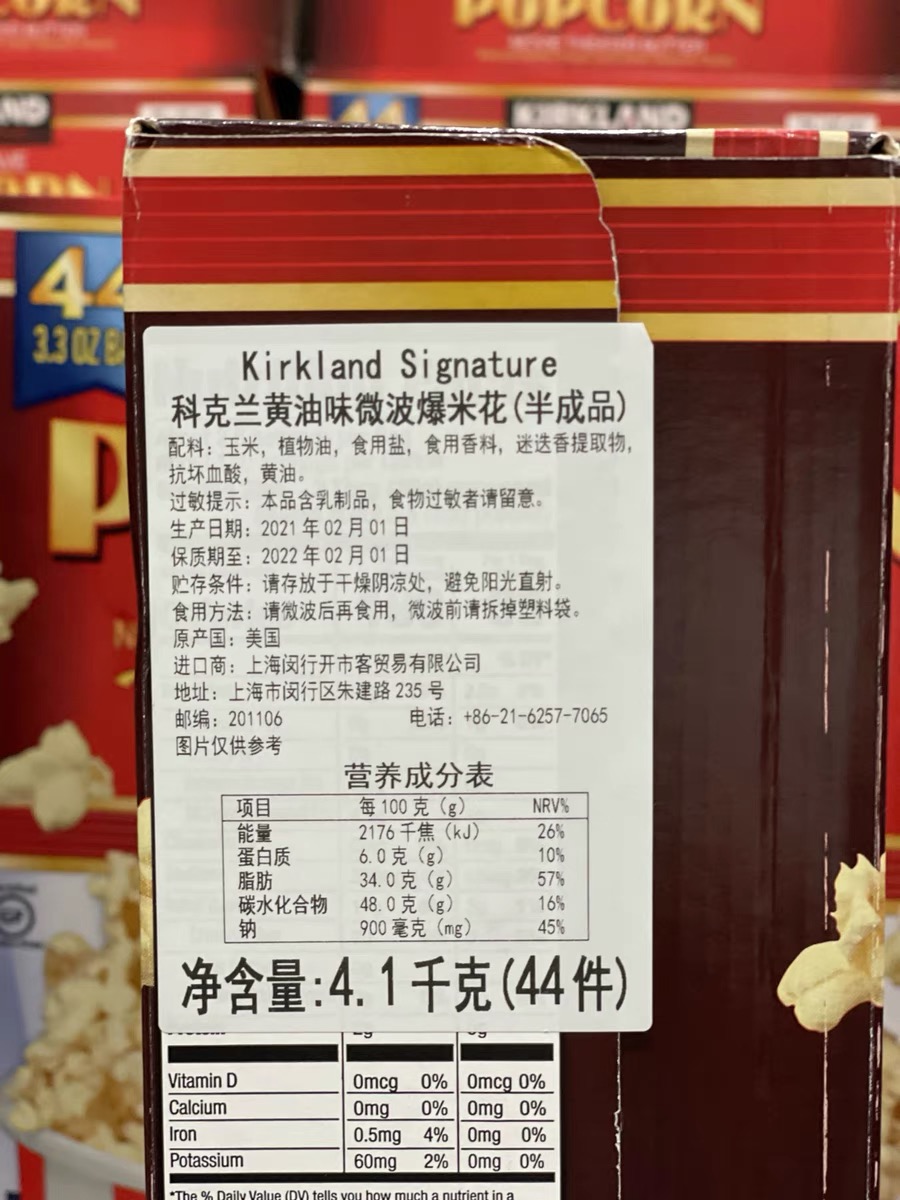 POPCORN
KIRKLAND
44
3.3 OZ
Kirkland Signature
科克兰黄油味微波爆米花(半成品)
配料：玉米，植物油，食用盐，食用香料，迷迭香提取物，
抗坏血酸，黄油。
过敏提示：本品含乳制品，食物过敏者请留意。
生产日期：2021 年 02 月 01 日
保质期至：2022 年 02 月 01 日
贮存条件：请存放于干燥阴凉处，避免阳光直射。
食用方法：请微波后再食用，微波前请拆掉塑料袋。
原产国：美国
进口商：上海闵行开市客贸易有限公司
地址：上海市闵行区朱建路 235 号
邮编：201106 电话：+86-21-6257-7065
图片仅供参考
营养成分表
项目 每 100 克（g） NRV%
能量 2176 千焦（kJ） 26%
蛋白质 6.0 克（g） 10%
脂肪 34.0 克（g） 57%
碳水化合物 48.0 克（g） 16%
钠 900 毫克（mg） 45%
净含量:4.1 千克(44 件)
Vitamin D 0mcg 0% 0mcg 0%
Calcium 0mg 0% 0mg 0%
Iron 0.5mg 4% 0mg 0%
Potassium 60mg 2% 0mg 0%
*The % Daily Value (DV) tells you how much a nutrient in a